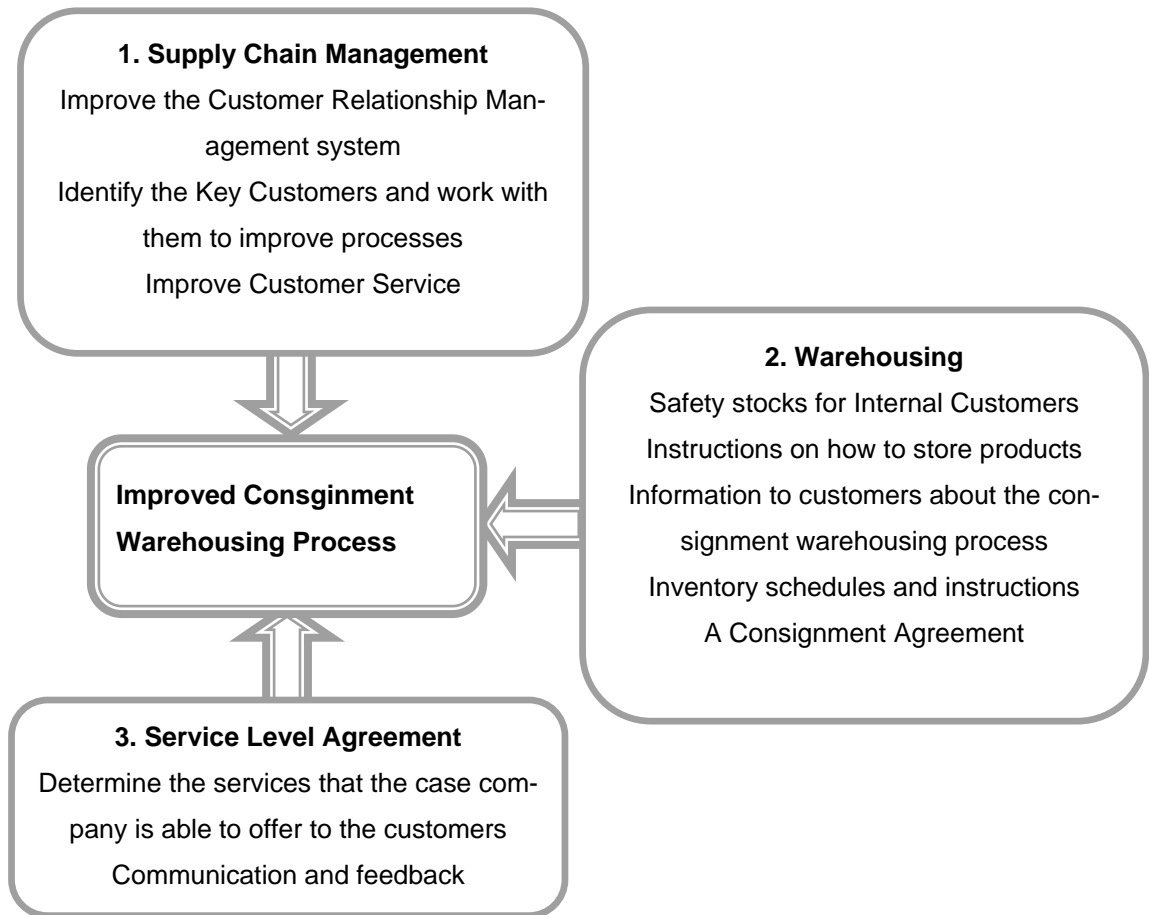 1. Supply Chain Management
Improve the Customer Relationship Man-
agement system
Identify the Key Customers and work with
them to improve processes
Improve Customer Service
2. Warehousing
Safety stocks for Internal Customers
Instructions on how to store products
Information to customers about the con-
signment warehousing process
Inventory schedules and instructions
A Consignment Agreement
Improved Consginment
Warehousing Process
3. Service Level Agreement
Determine the services that the case com-
pany is able to offer to the customers
Communication and feedback